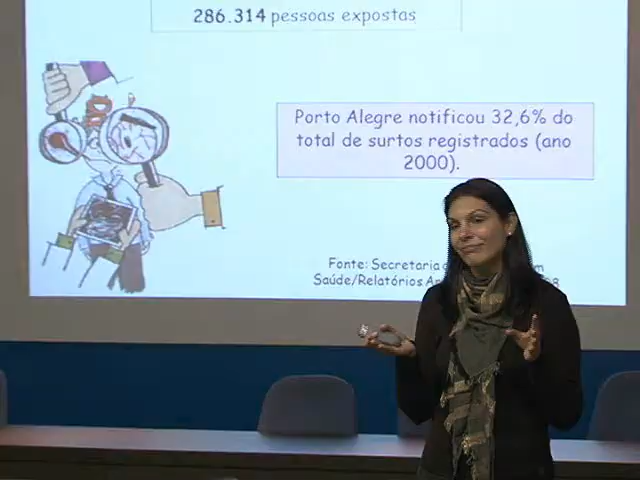 286.314 pessoas expostas
Porto Alegre notificou 32,6% do
total de surtos registrados (ano
2000).
Fonte: Secretaria
Saúde/Relatórios